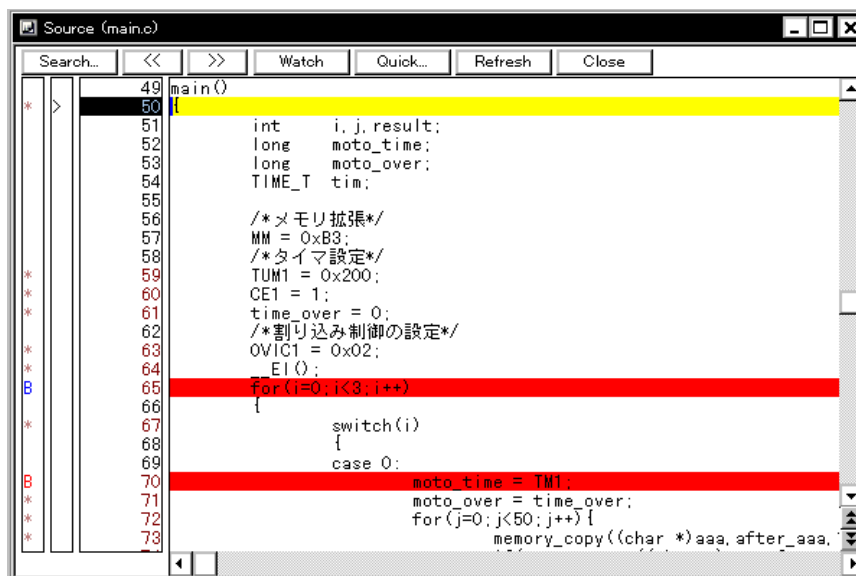 Source (main.c)
Search... << >> Watch Quick... Refresh Close
49 main()
* > 50 {
51 int i,j,result;
52 long moto_time;
53 long moto_over;
54 TIME_T tim;
55
56 /*メモリ拡張*/
57 MM = 0xB3;
58 /*タイマ設定*/
* 59 TUM1 = 0x200;
* 60 CE1 = 1;
* 61 time_over = 0;
62 /*割り込み制御の設定*/
* 63 OVIC1 = 0x02;
* 64 __EI();
B 65 for(i=0;i<3;i++)
66 {
* 67 switch(i)
68 {
69 case 0:
B 70 moto_time = TM1;
* 71 moto_over = time_over;
* 72 for(j=0;j<50;j++){
* 73 memory_copy((char *)aaa,after_aaa,